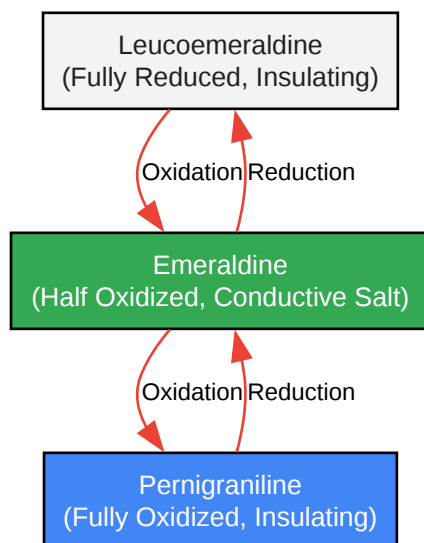 Leucoemeraldine
(Fully Reduced, Insulating)
Oxidation Reduction
Emeraldine
(Half Oxidized, Conductive Salt)
Oxidation Reduction
Pernigraniline
(Fully Oxidized, Insulating)